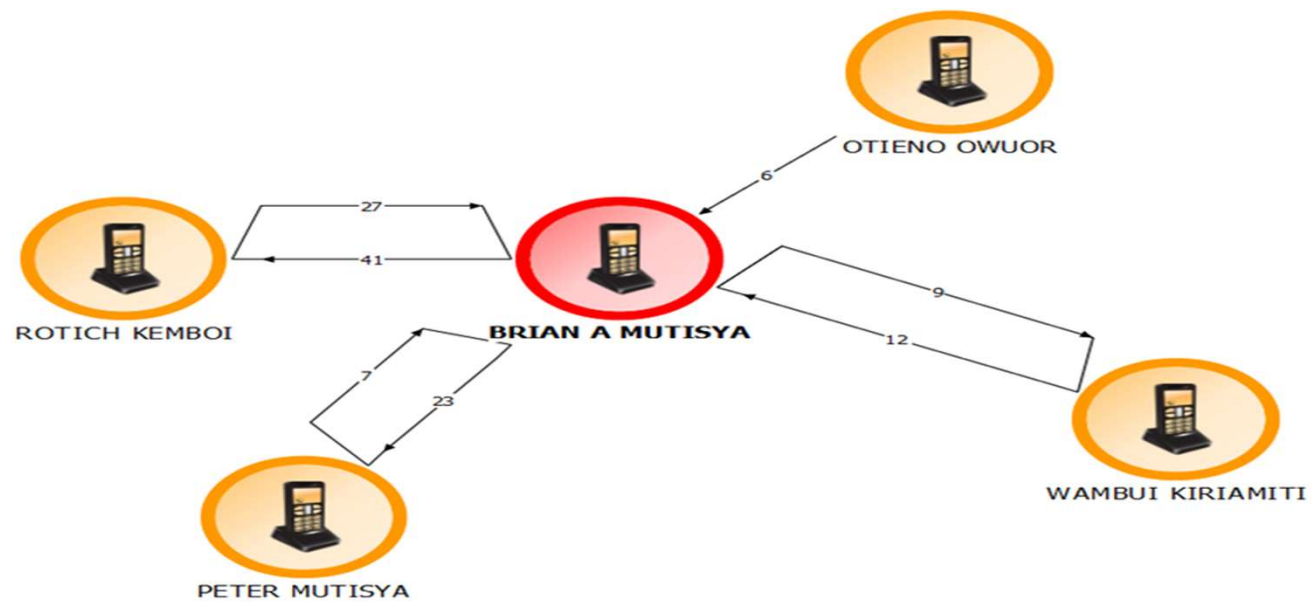 OTIENO OWUOR
6
27
41
ROTICH KEMBOI
BRIAN A MUTISYA
9
12
7
23
WAMBUI KIRIAMITI
PETER MUTISYA